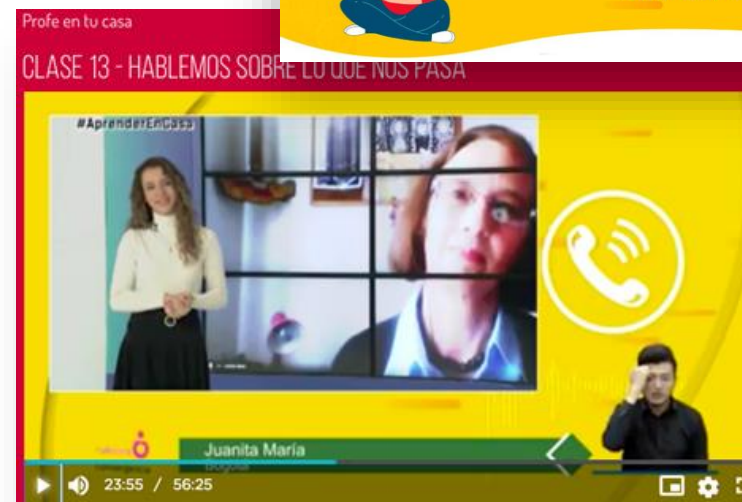 Profe en tu casa
CLASE 13 - HABLEMOS SOBRE LO QUE NOS PASA
#AprenderEnCasa
Juanita María
Bogotá
23:55 / 56:25